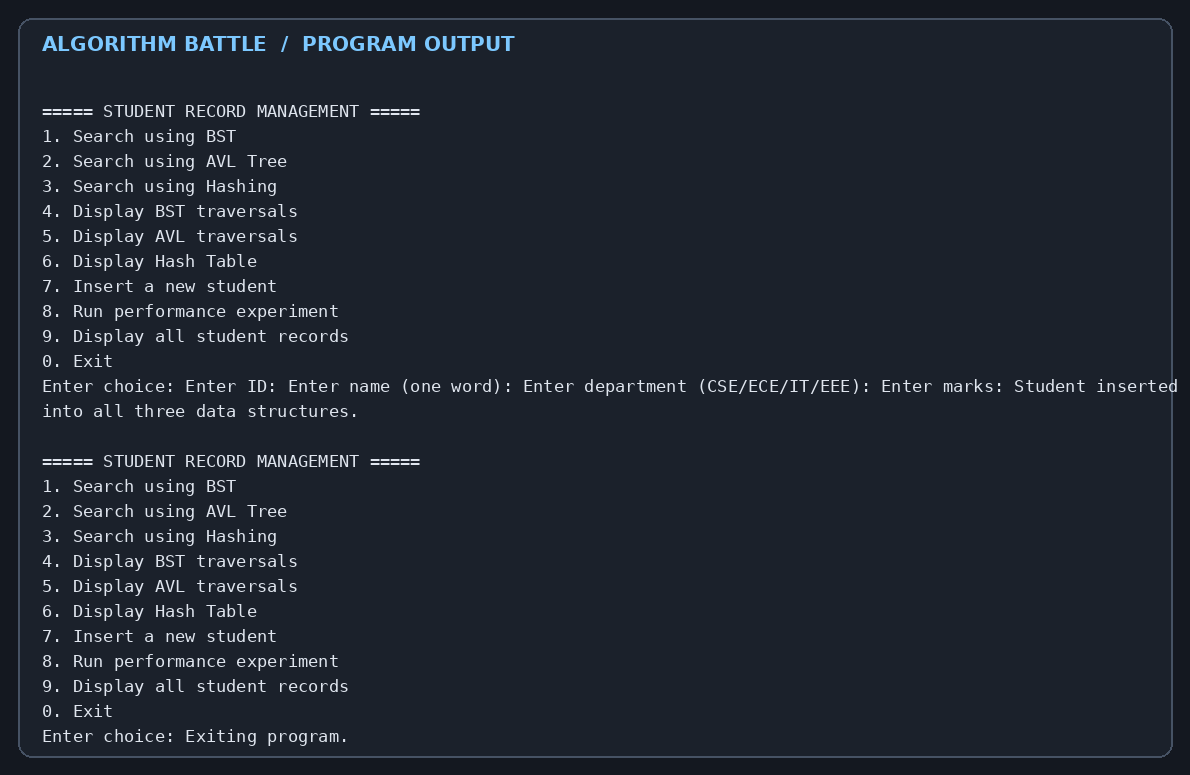 ALGORITHM BATTLE / PROGRAM OUTPUT
===== STUDENT RECORD MANAGEMENT =====
1. Search using BST
2. Search using AVL Tree
3. Search using Hashing
4. Display BST traversals
5. Display AVL traversals
6. Display Hash Table
7. Insert a new student
8. Run performance experiment
9. Display all student records
0. Exit
Enter choice: Enter ID: Enter name (one word): Enter department (CSE/ECE/IT/EEE): Enter marks: Student inserted
into all three data structures.
===== STUDENT RECORD MANAGEMENT =====
1. Search using BST
2. Search using AVL Tree
3. Search using Hashing
4. Display BST traversals
5. Display AVL traversals
6. Display Hash Table
7. Insert a new student
8. Run performance experiment
9. Display all student records
0. Exit
Enter choice: Exiting program.